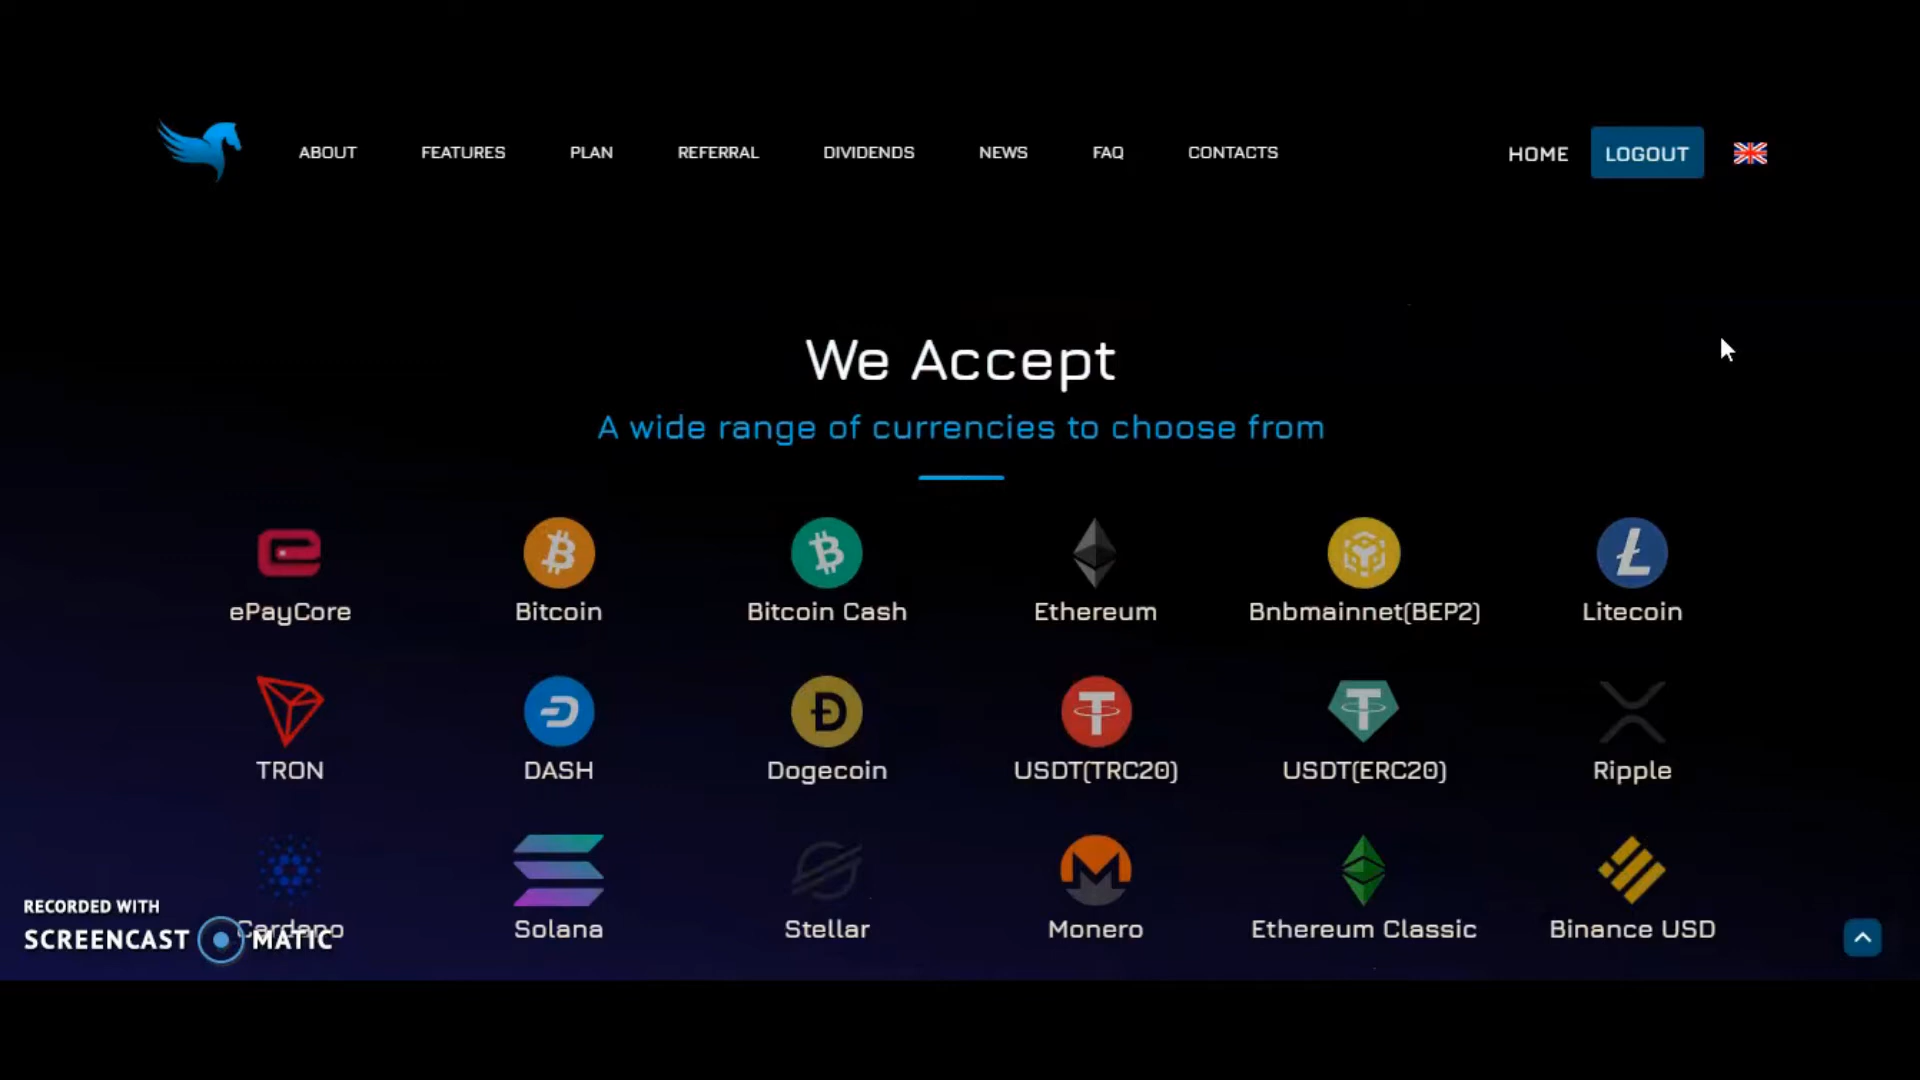 ABOUT FEATURES PLAN REFERRAL DIVIDENDS NEWS FAQ CONTACTS HOME LOGOUT
We Accept
A wide range of currencies to choose from
ePayCore Bitcoin Bitcoin Cash Ethereum Bnbmainnet(BEP2) Litecoin
TRON DASH Dogecoin USDT(TRC20) USDT(ERC20) Ripple
Cardano Solana Stellar Monero Ethereum Classic Binance USD
RECORDED WITH
SCREENCAST MATIC